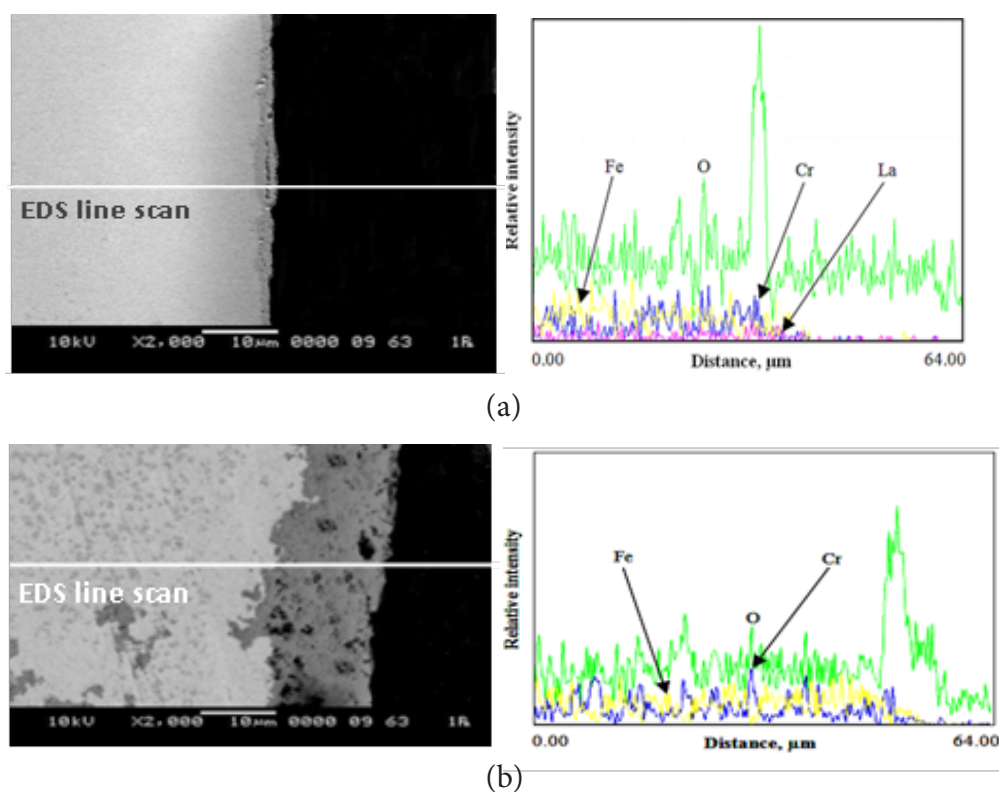 EDS line scan
10kV X2,000 10μm 0000 09 63 1R
Relative intensity
Fe O Cr La
0.00 Distance, μm 64.00
(a)
EDS line scan
10kV X2,000 10μm 0000 09 63 1R
Relative intensity
Fe O Cr
0.00 Distance, μm 64.00
(b)